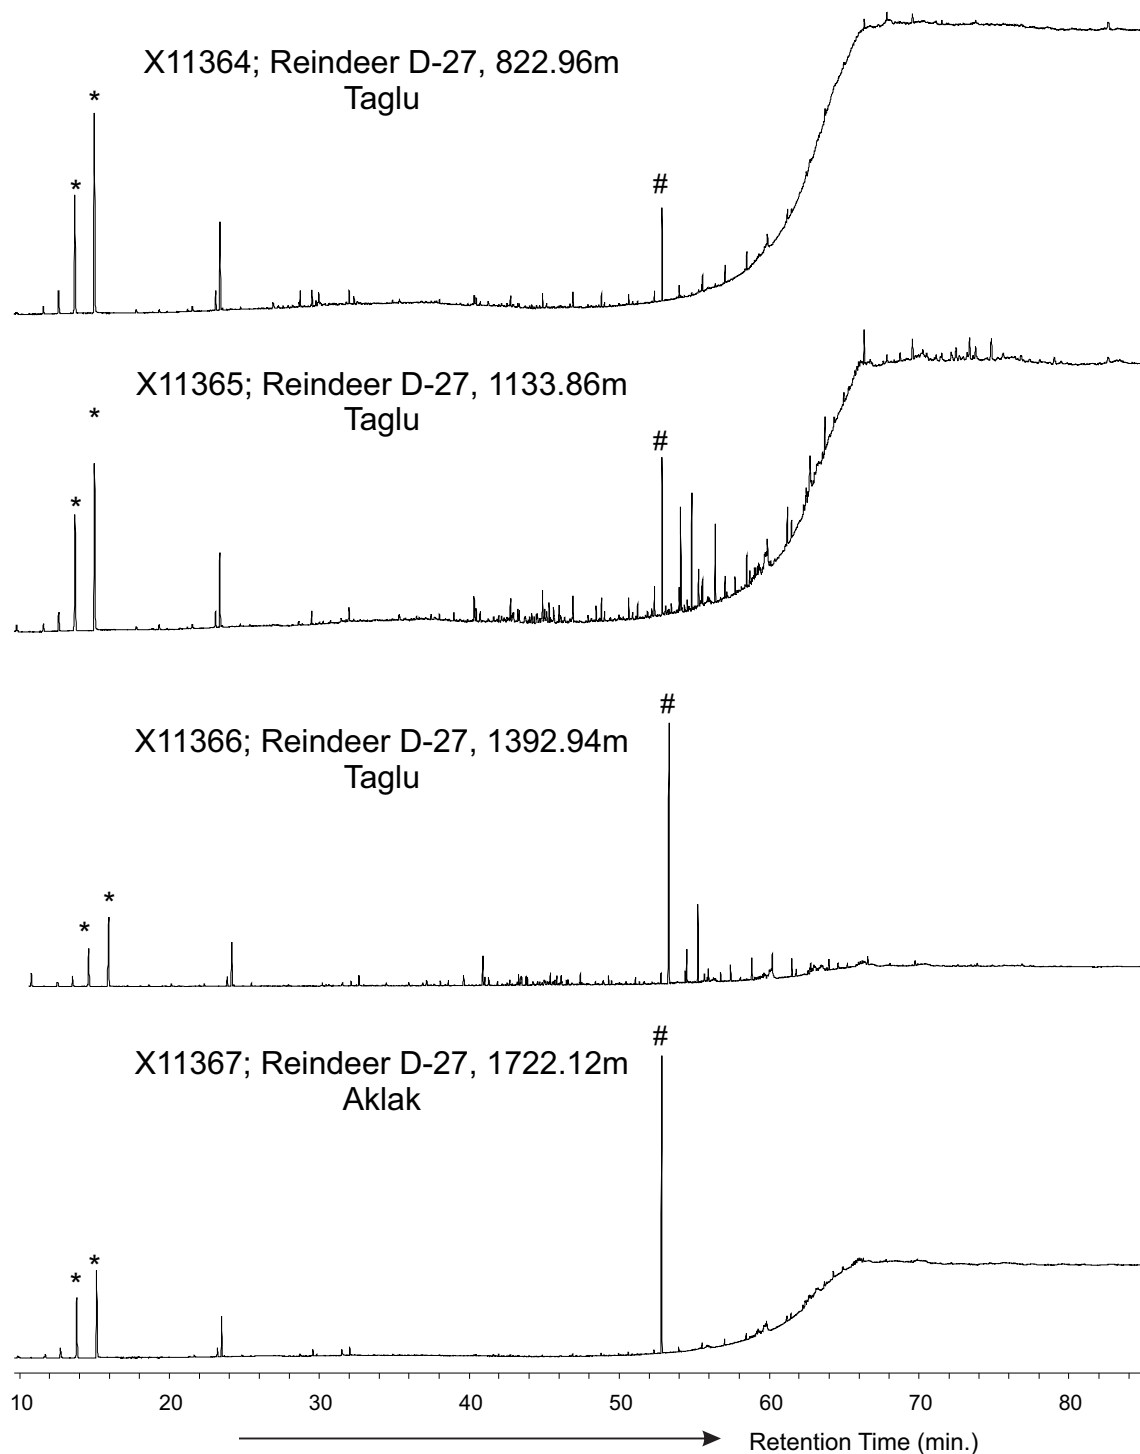 X11364; Reindeer D-27, 822.96m
Taglu
*
*
#
X11365; Reindeer D-27, 1133.86m
Taglu
*
*
#
X11366; Reindeer D-27, 1392.94m
Taglu
*
*
#
X11367; Reindeer D-27, 1722.12m
Aklak
*
*
#
10 20 30 40 50 60 70 80
Retention Time (min.)